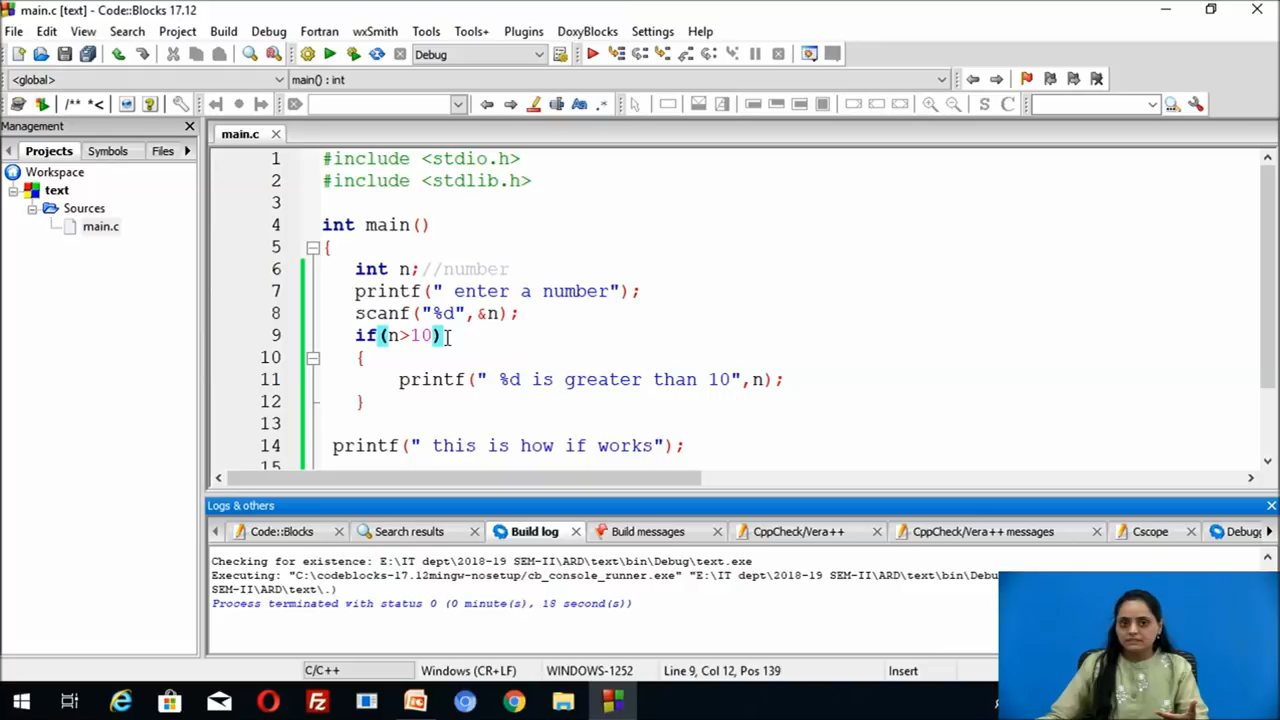 main.c [text] - Code::Blocks 17.12
File Edit View Search Project Build Debug Fortran wxSmith Tools Tools+ Plugins DoxyBlocks Settings Help
Debug
<global> main() : int
/** *<
S C
Management
main.c
Projects Symbols Files
Workspace
text
Sources
main.c
1 #include <stdio.h>
2 #include <stdlib.h>
3
4 int main()
5 {
6 int n;//number
7 printf(" enter a number");
8 scanf("%d",&n);
9 if(n>10)
10 {
11 printf(" %d is greater than 10",n);
12 }
13
14 printf(" this is how if works");
15
Logs & others
Code::Blocks Search results Build log Build messages CppCheck/Vera++ CppCheck/Vera++ messages Cscope Debugg
Checking for existence: E:\IT dept\2018-19 SEM-II\ARD\text\bin\Debug\text.exe
Executing: "C:\codeblocks-17.12mingw-nosetup/cb_console_runner.exe" "E:\IT dept\2018-19 SEM-II\ARD\text\bin\Debu
SEM-II\ARD\text\.)
Process terminated with status 0 (0 minute(s), 18 second(s))
C/C++ Windows (CR+LF) WINDOWS-1252 Line 9, Col 12, Pos 139 Insert